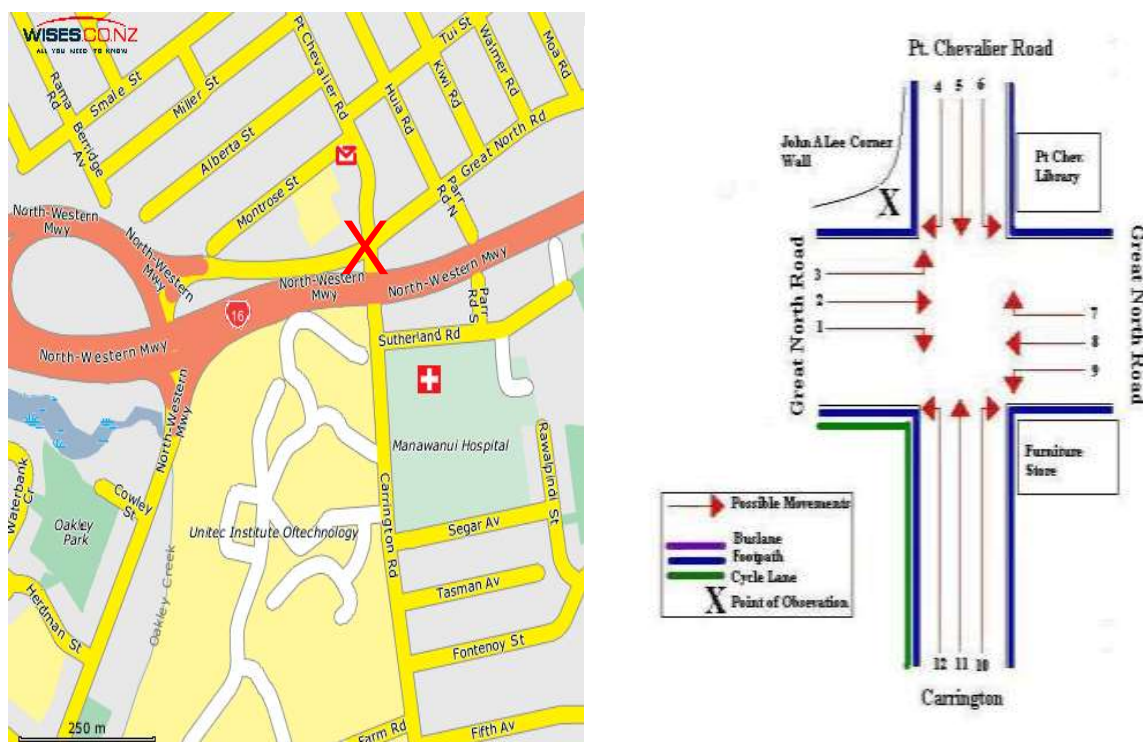 WISES.CO.NZ
ALL YOU NEED TO KNOW
Rama
Rd
Smale St
Miller St
Berridge
Av
Alberta St
Montrose St
Pt Chevalier Rd
Huia Rd
Tui St
Kiwi Rd
Walmer Rd
Moa Rd
Great North Rd
Parr
Rd N
X
North-Western
Mwy
North-Western
Mwy
North-Western
Mwy
North-Western Mwy
16
North-Western Mwy
North-Western
Mwy
Parr
Rd S
Sutherland Rd
Manawanui Hospital
Rawalpindi St
Carrington Rd
Segar Av
Unitec Institute Oftechnology
Tasman Av
Fontenoy St
Farm Rd
Fifth Av
Waterbank
Cr
Cowley
St
Oakley
Park
Oakley Creek
Herdman St
250 m
Pt. Chevalier Road
4 5 6
John A Lee Corner
Wall
X
Pt Chev.
Library
Great North Road
3
2
1
7
8
9
Great North
Road
Furniture
Store
Possible Movements
Buslane
Footpath
Cycle Lane
X Point of Obsevation
12 11 10
Carrington